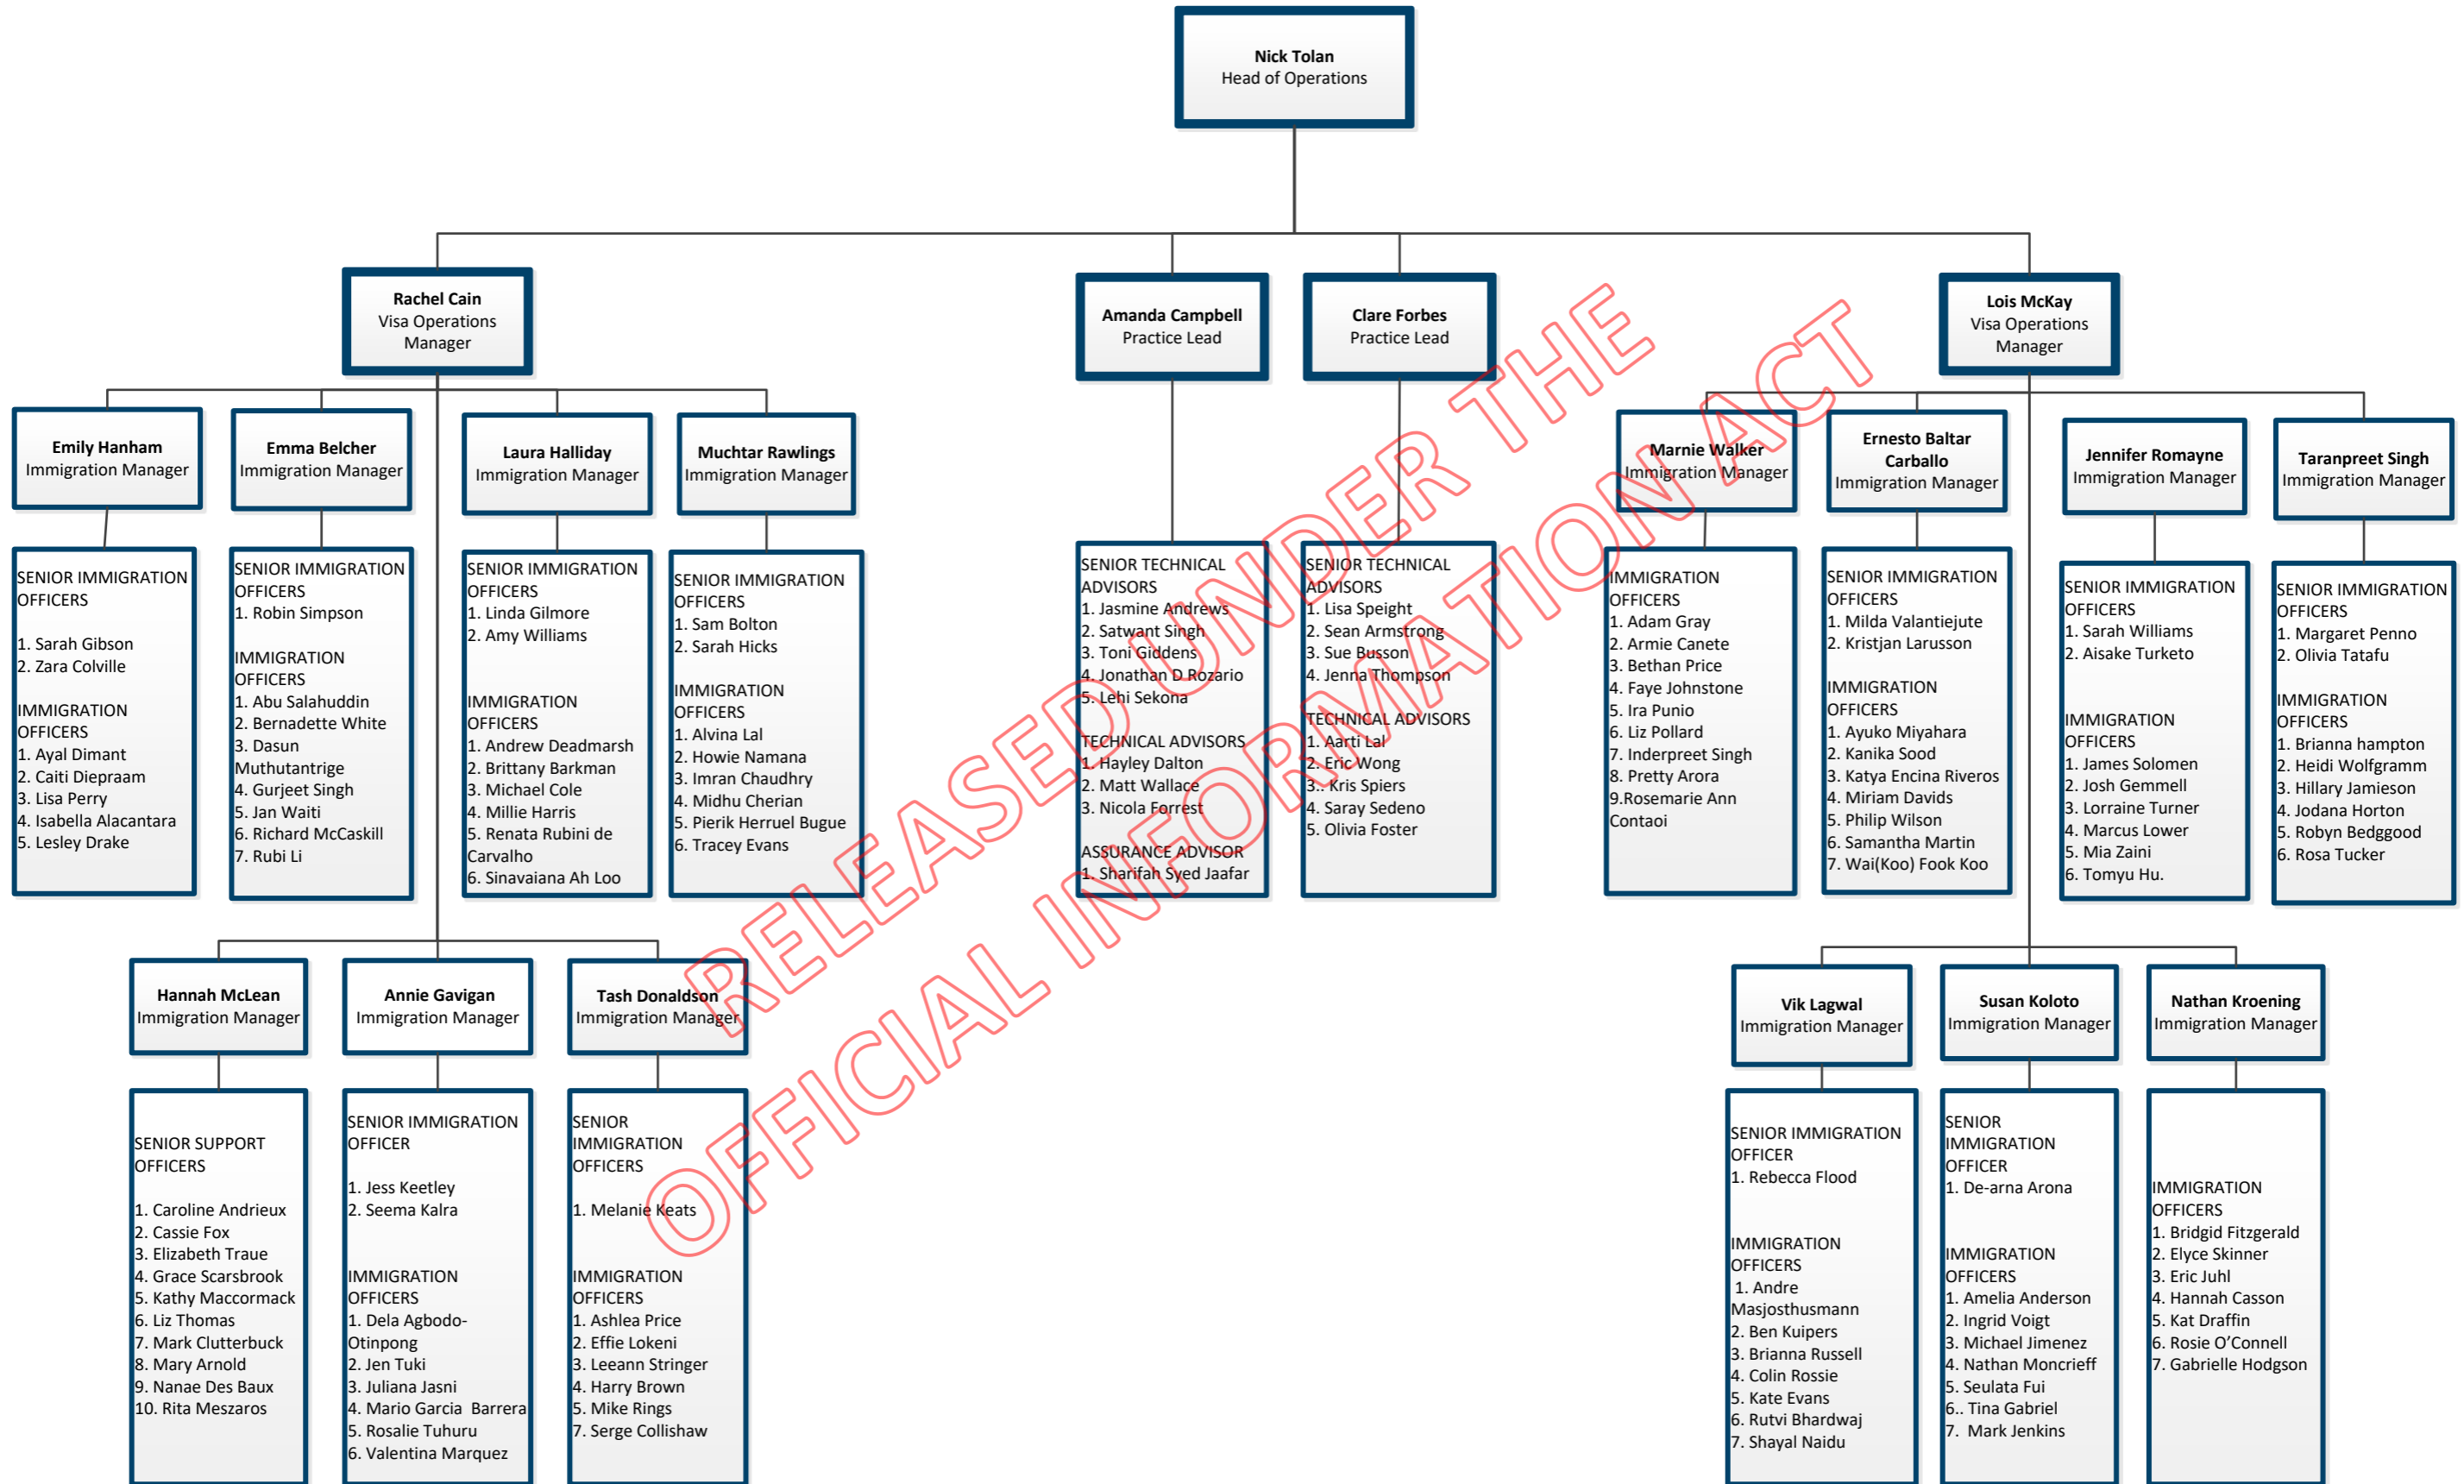 Nick Tolan
Head of Operations
Rachel Cain
Visa Operations
Manager
Amanda Campbell
Practice Lead
Clare Forbes
Practice Lead
Lois McKay
Visa Operations
Manager
Emily Hanham
Immigration Manager
Emma Belcher
Immigration Manager
Laura Halliday
Immigration Manager
Muchtar Rawlings
Immigration Manager
Marnie Walker
Immigration Manager
Ernesto Baltar
Carballo
Immigration Manager
Jennifer Romayne
Immigration Manager
Taranpreet Singh
Immigration Manager
SENIOR IMMIGRATION
OFFICERS
1. Sarah Gibson
2. Zara Colville
IMMIGRATION
OFFICERS
1. Ayal Dimant
2. Caiti Diepraam
3. Lisa Perry
4. Isabella Alacantara
5. Lesley Drake
SENIOR IMMIGRATION
OFFICERS
1. Robin Simpson
IMMIGRATION
OFFICERS
1. Abu Salahuddin
2. Bernadette White
3. Dasun
Muthutantrige
4. Gurjeet Singh
5. Jan Waiti
6. Richard McCaskill
7. Rubi Li
SENIOR IMMIGRATION
OFFICERS
1. Linda Gilmore
2. Amy Williams
IMMIGRATION
OFFICERS
1. Andrew Deadmarsh
2. Brittany Barkman
3. Michael Cole
4. Millie Harris
5. Renata Rubini de
Carvalho
6. Sinavaiana Ah Loo
SENIOR IMMIGRATION
OFFICERS
1. Sam Bolton
2. Sarah Hicks
IMMIGRATION
OFFICERS
1. Alvina Lal
2. Howie Namana
3. Imran Chaudhry
4. Midhu Cherian
5. Pierik Herruel Bugue
6. Tracey Evans
SENIOR TECHNICAL
ADVISORS
1. Jasmine Andrews
2. Satwant Singh
3. Toni Giddens
4. Jonathan D Rozario
5. Lehi Sekona
TECHNICAL ADVISORS
1. Hayley Dalton
2. Matt Wallace
3. Nicola Forrest
ASSURANCE ADVISOR
1. Sharifah Syed Jaafar
SENIOR TECHNICAL
ADVISORS
1. Lisa Speight
2. Sean Armstrong
3. Sue Busson
4. Jenna Thompson
TECHNICAL ADVISORS
1. Aarti Lal
2. Eric Wong
3.. Kris Spiers
4. Saray Sedeno
5. Olivia Foster
IMMIGRATION
OFFICERS
1. Adam Gray
2. Armie Canete
3. Bethan Price
4. Faye Johnstone
5. Ira Punio
6. Liz Pollard
7. Inderpreet Singh
8. Pretty Arora
9.Rosemarie Ann
Contaoi
SENIOR IMMIGRATION
OFFICERS
1. Milda Valantiejute
2. Kristjan Larusson
IMMIGRATION
OFFICERS
1. Ayuko Miyahara
2. Kanika Sood
3. Katya Encina Riveros
4. Miriam Davids
5. Philip Wilson
6. Samantha Martin
7. Wai(Koo) Fook Koo
SENIOR IMMIGRATION
OFFICERS
1. Sarah Williams
2. Aisake Turketo
IMMIGRATION
OFFICERS
1. James Solomen
2. Josh Gemmell
3. Lorraine Turner
4. Marcus Lower
5. Mia Zaini
6. Tomyu Hu.
SENIOR IMMIGRATION
OFFICERS
1. Margaret Penno
2. Olivia Tatafu
IMMIGRATION
OFFICERS
1. Brianna hampton
2. Heidi Wolfgramm
3. Hillary Jamieson
4. Jodana Horton
5. Robyn Bedggood
6. Rosa Tucker
Hannah McLean
Immigration Manager
Annie Gavigan
Immigration Manager
Tash Donaldson
Immigration Manager
Vik Lagwal
Immigration Manager
Susan Koloto
Immigration Manager
Nathan Kroening
Immigration Manager
SENIOR SUPPORT
OFFICERS
1. Caroline Andrieux
2. Cassie Fox
3. Elizabeth Traue
4. Grace Scarsbrook
5. Kathy Maccormack
6. Liz Thomas
7. Mark Clutterbuck
8. Mary Arnold
9. Nanae Des Baux
10. Rita Meszaros
SENIOR IMMIGRATION
OFFICER
1. Jess Keetley
2. Seema Kalra
IMMIGRATION
OFFICERS
1. Dela Agbodo-
Otinpong
2. Jen Tuki
3. Juliana Jasni
4. Mario Garcia  Barrera
5. Rosalie Tuhuru
6. Valentina Marquez
SENIOR
IMMIGRATION
OFFICERS
1. Melanie Keats
IMMIGRATION
OFFICERS
1. Ashlea Price
2. Effie Lokeni
3. Leeann Stringer
4. Harry Brown
5. Mike Rings
7. Serge Collishaw
SENIOR IMMIGRATION
OFFICER
1. Rebecca Flood
IMMIGRATION
OFFICERS
1. Andre
Masjosthusmann
2. Ben Kuipers
3. Brianna Russell
4. Colin Rossie
5. Kate Evans
6. Rutvi Bhardwaj
7. Shayal Naidu
SENIOR
IMMIGRATION
OFFICER
1. De-arna Arona
IMMIGRATION
OFFICERS
1. Amelia Anderson
2. Ingrid Voigt
3. Michael Jimenez
4. Nathan Moncrieff
5. Seulata Fui
6.. Tina Gabriel
7.  Mark Jenkins
IMMIGRATION
OFFICERS
1. Bridgid Fitzgerald
2. Elyce Skinner
3. Eric Juhl
4. Hannah Casson
5. Kat Draffin
6. Rosie O’Connell
7. Gabrielle Hodgson
RELEASED UNDER THE
OFFICIAL INFORMATION ACT